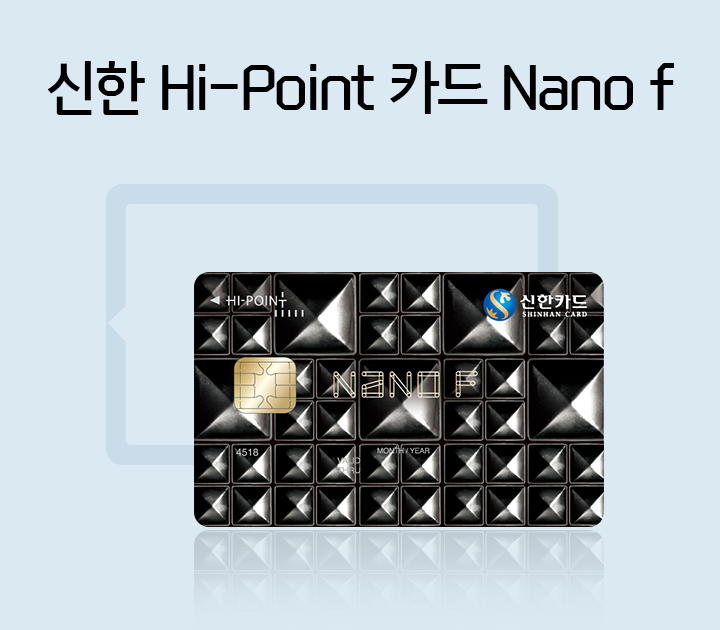 신한 Hi-Point 카드 Nano f
HI-POINT
신한카드
SHINHAN CARD
NANO F
4518
MONTH / YEAR
VALID
THRU